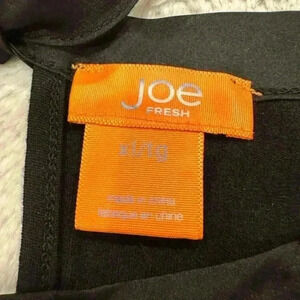 joe
FRESH
xl/tg
made in china
fabriqué en chine